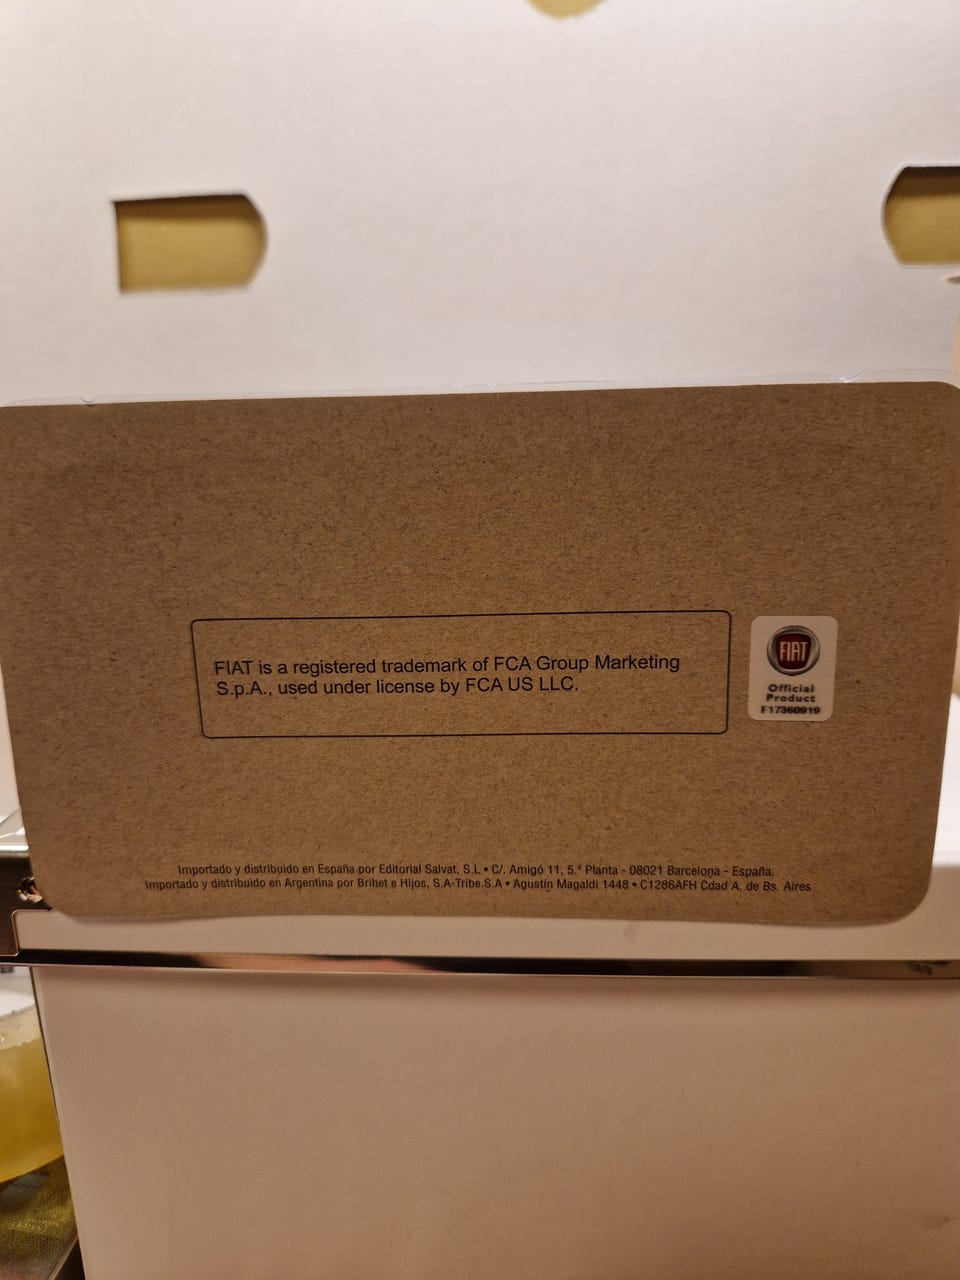 FIAT is a registered trademark of FCA Group Marketing
S.p.A., used under license by FCA US LLC.
FIAT
Official
Product
F17360919
Importado y distribuido en España por Editorial Salvat, S.L • C/. Amigó 11, 5.ª Planta - 08021 Barcelona - España.
Importado y distribuido en Argentina por Brihet e Hijos, S.A-Tribe.S.A • Agustín Magaldi 1448 • C1286AFH Cdad A. de Bs. Aires